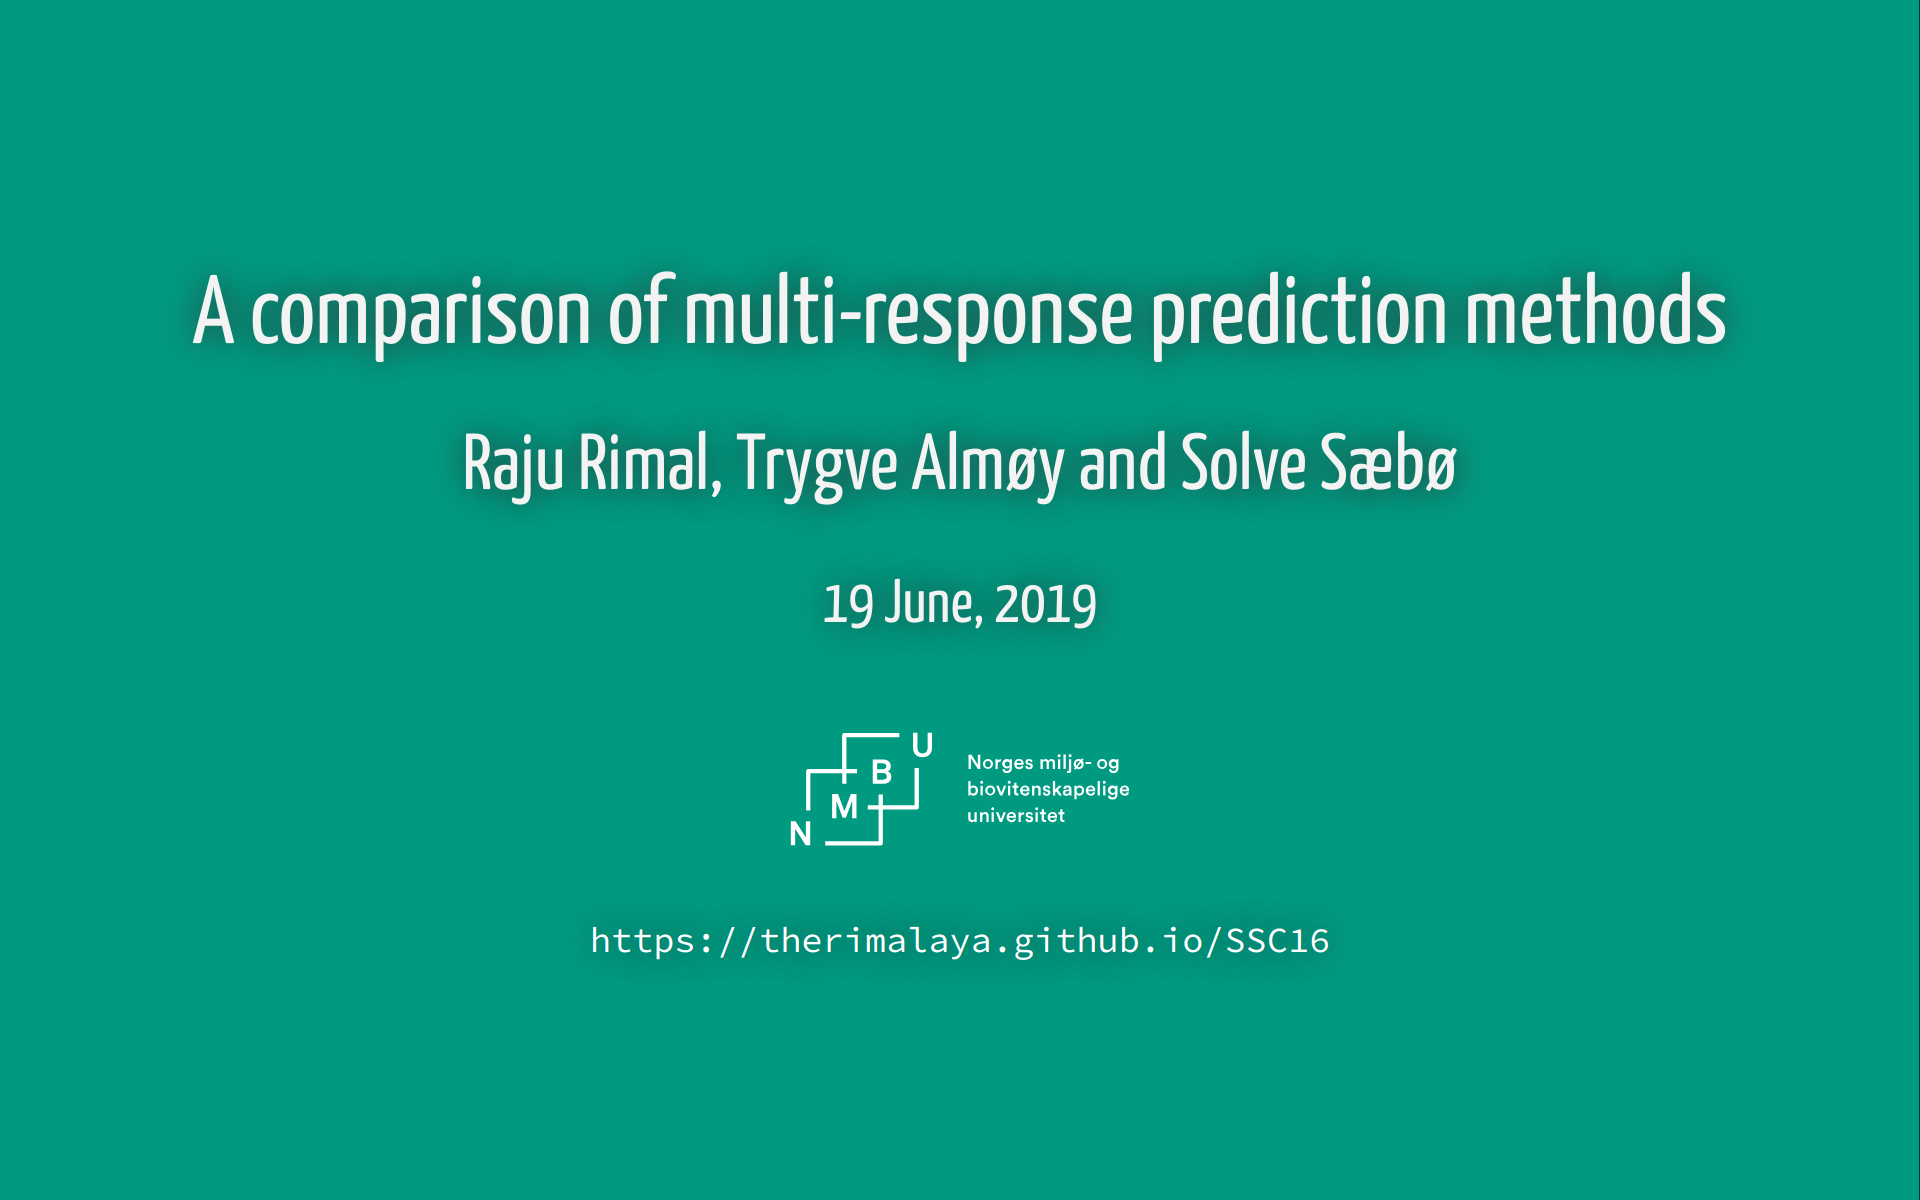 A comparison of multi-response prediction methods
Raju Rimal, Trygve Almøy and Solve Sæbø
19 June, 2019
N M B U
Norges miljø- og
biovitenskapelige
universitet
https://therimalaya.github.io/SSC16